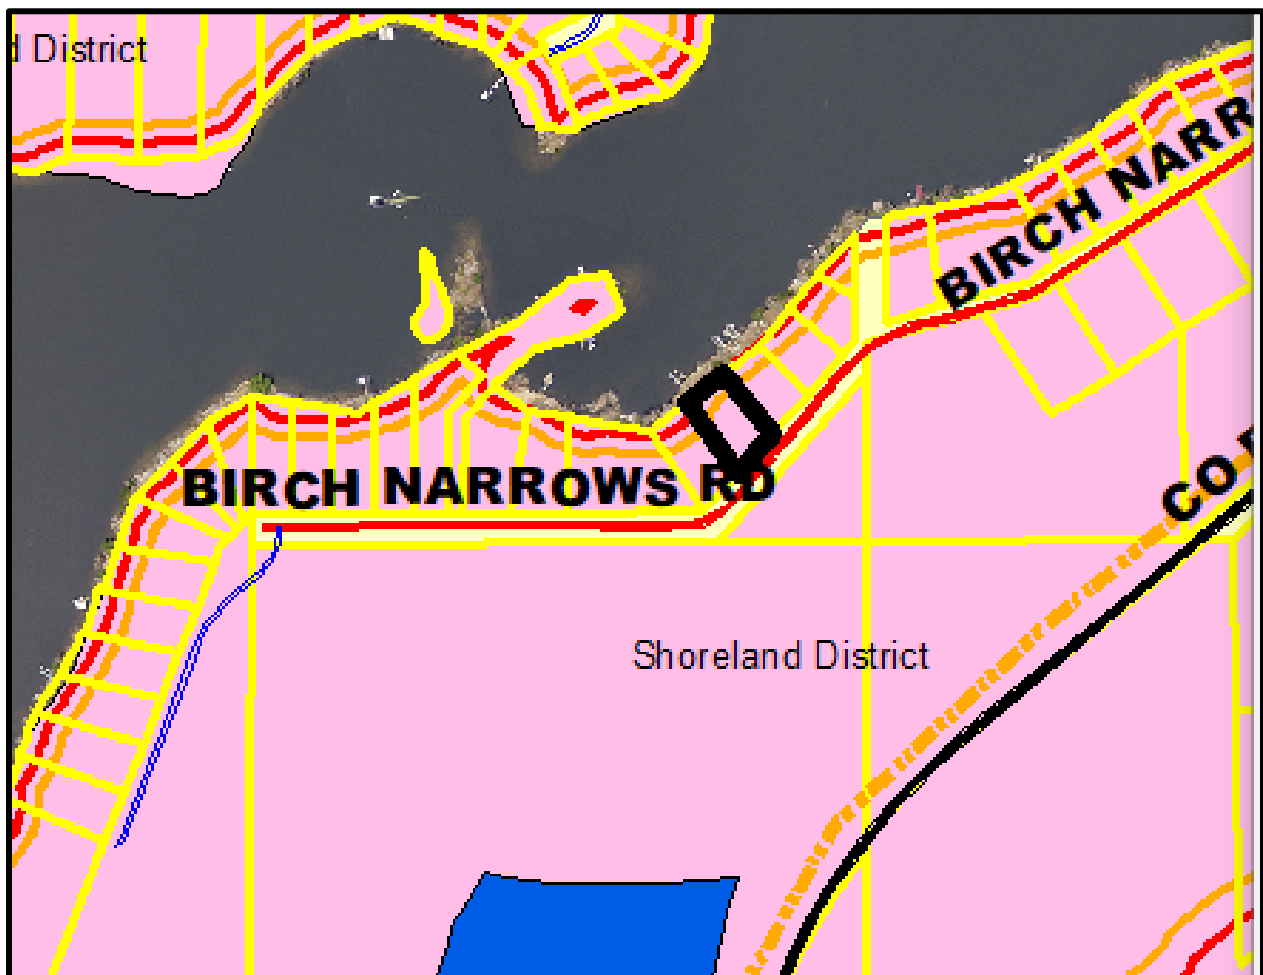 d District
BIRCH NARR
BIRCH NARROWS RD
CO
Shoreland District